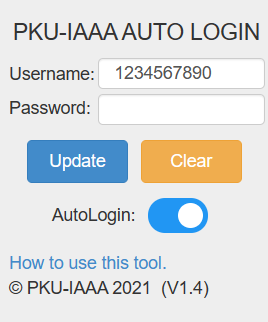 PKU-IAAA AUTO LOGIN
Username: 1234567890
Password:
Update Clear
AutoLogin:
How to use this tool.
© PKU-IAAA 2021 (V1.4)